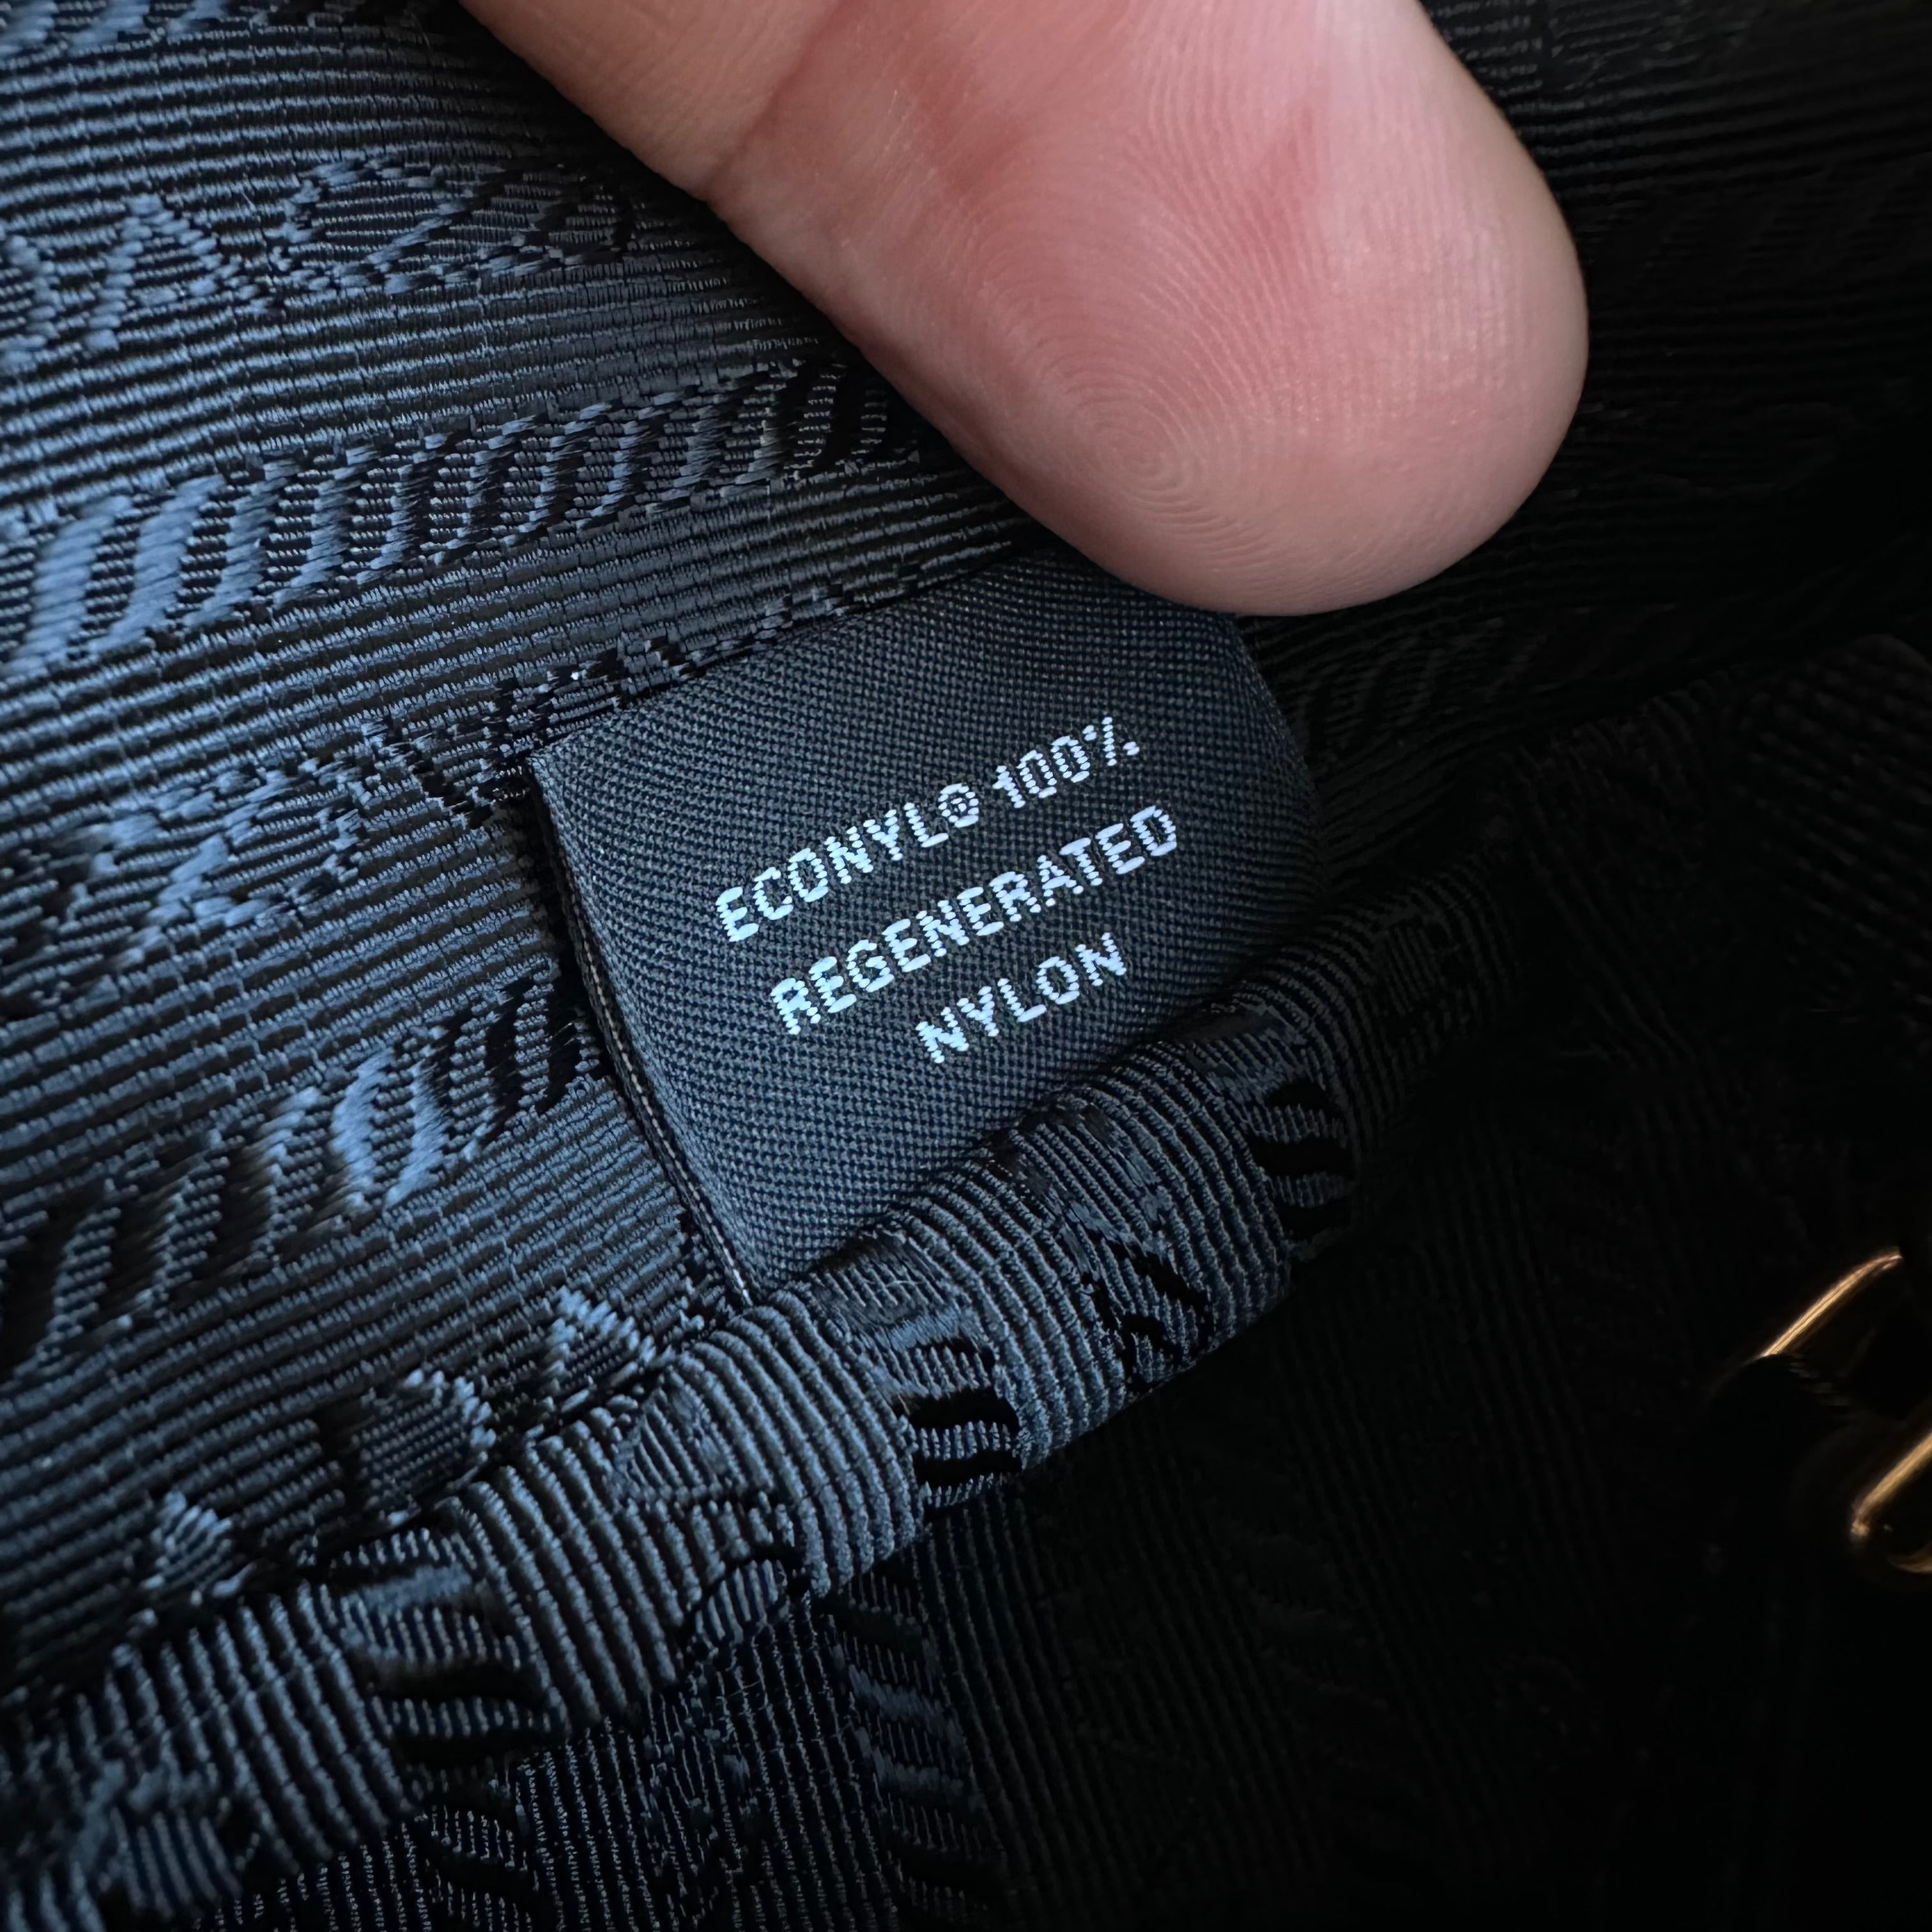 ECONYL® 100%
REGENERATED
NYLON